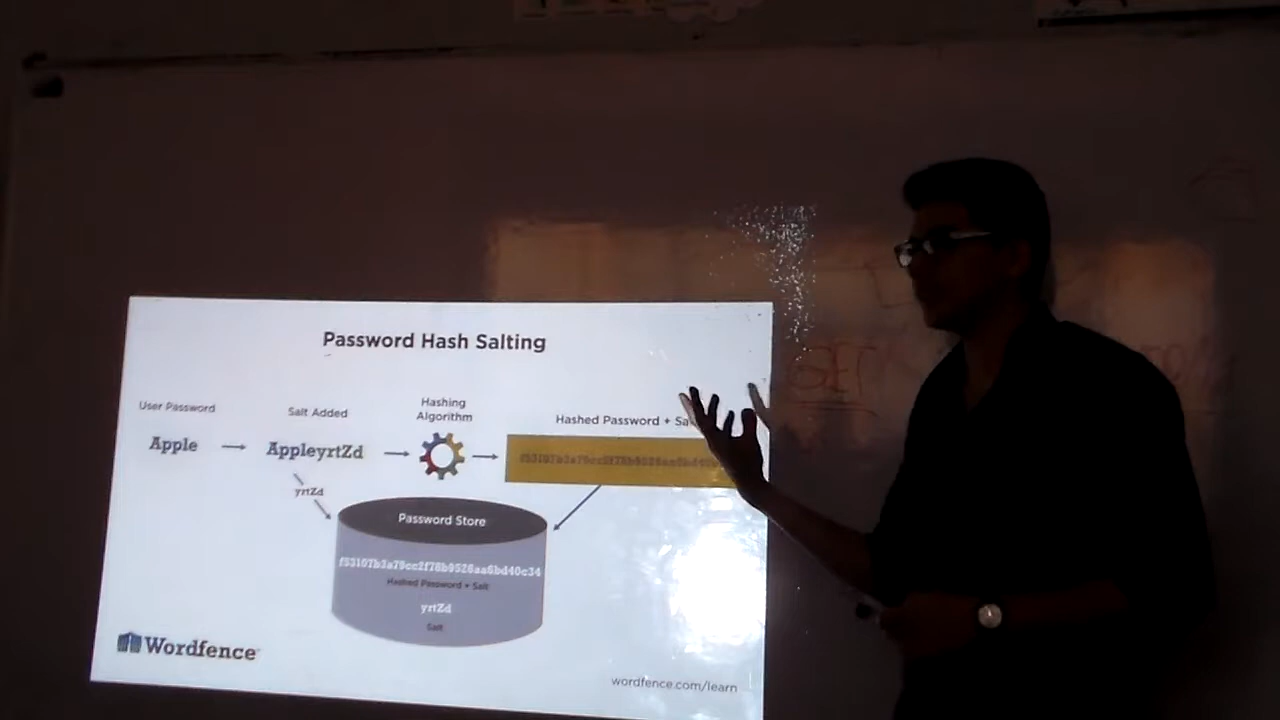 Password Hash Salting
User Password
Salt Added
Hashing
Algorithm
Hashed Password +
Apple
AppleyrtZd
yrtZd
Password Store
f53107b3a79cc2f78b9526aa6bd40c34
Hashed Password + Salt
yrtZd
Salt
Wordfence
wordfence.com/learn